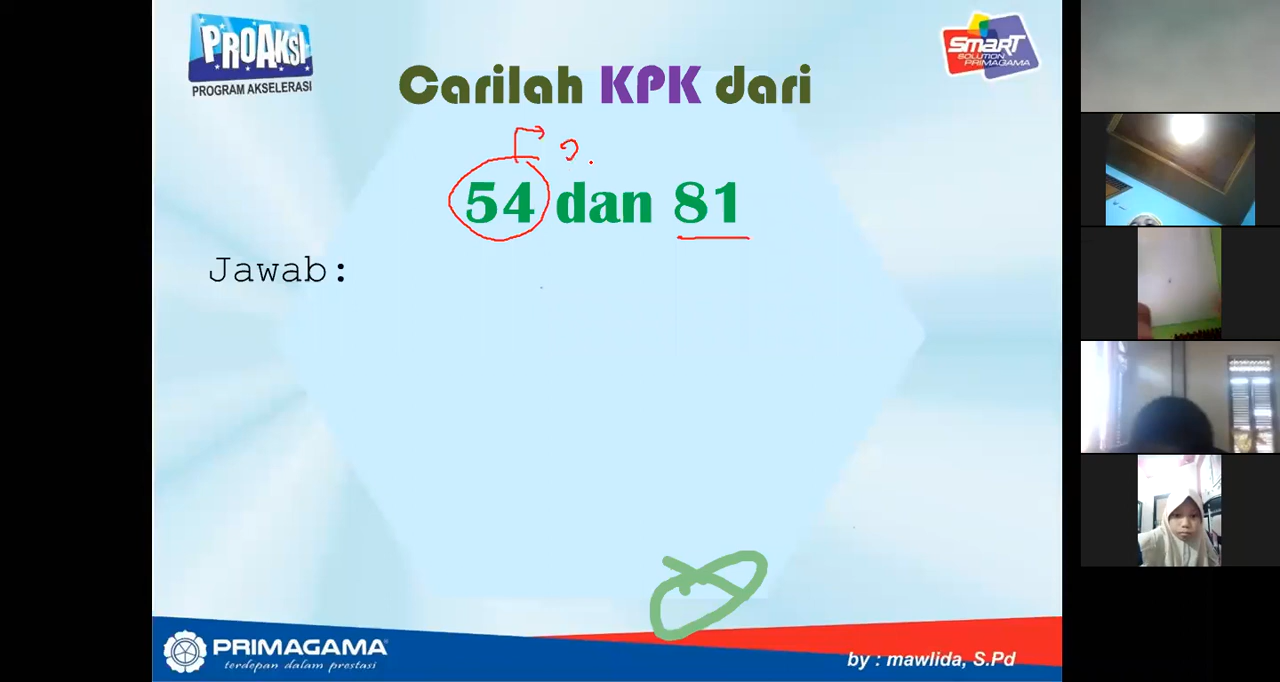 PROAKSI
PROGRAM AKSELERASI
SMART
SOLUTION
PRIMAGAMA
Carilah KPK dari
54 dan 81
Jawab:
PRIMAGAMA
terdepan dalam prestasi
by : mawlida, S.Pd